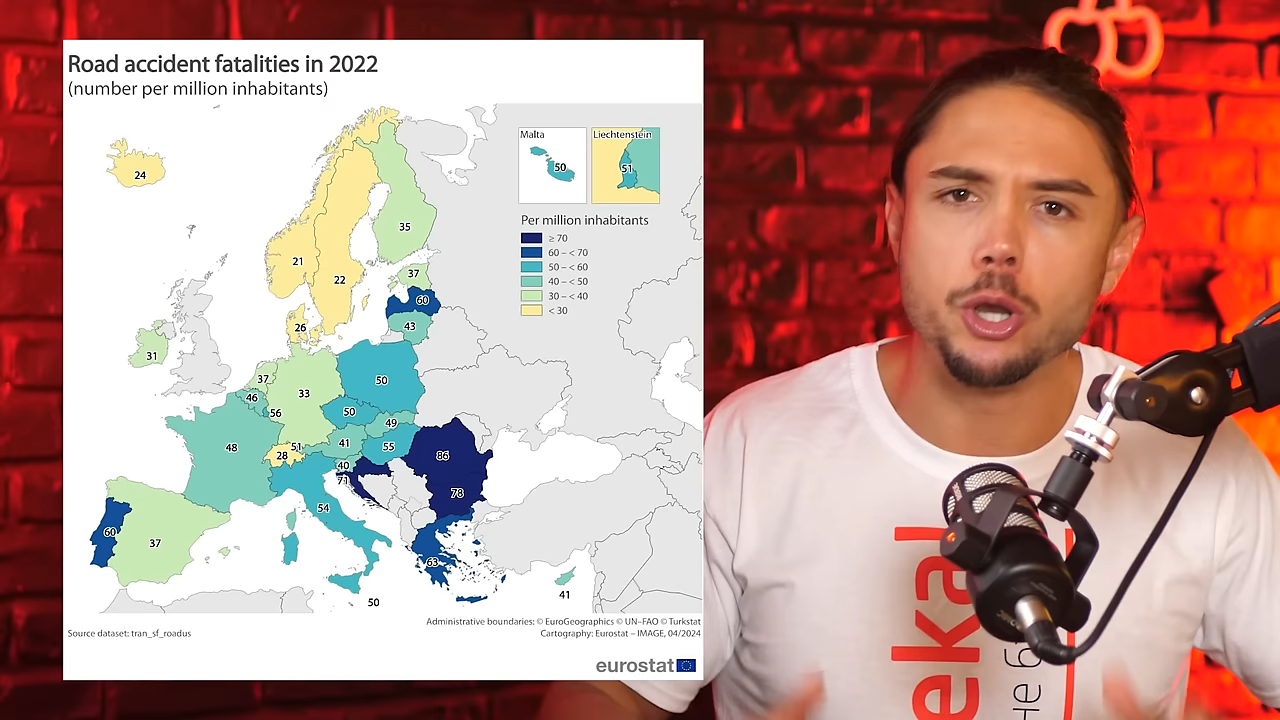 Road accident fatalities in 2022
(number per million inhabitants)
Malta
50
Liechtenstein
51
24
Per million inhabitants
≥ 70
60 – < 70
50 – < 60
40 – < 50
30 – < 40
< 30
35
21
22
37
60
26
43
31
37
50
46
33
56
50
49
48
41
55
51
28
86
40
71
78
54
60
37
63
41
50
Administrative boundaries: © EuroGeographics © UN–FAO © Turkstat
Source dataset: tran_sf_roadus
Cartography: Eurostat – IMAGE, 04/2024
eurostat
eka